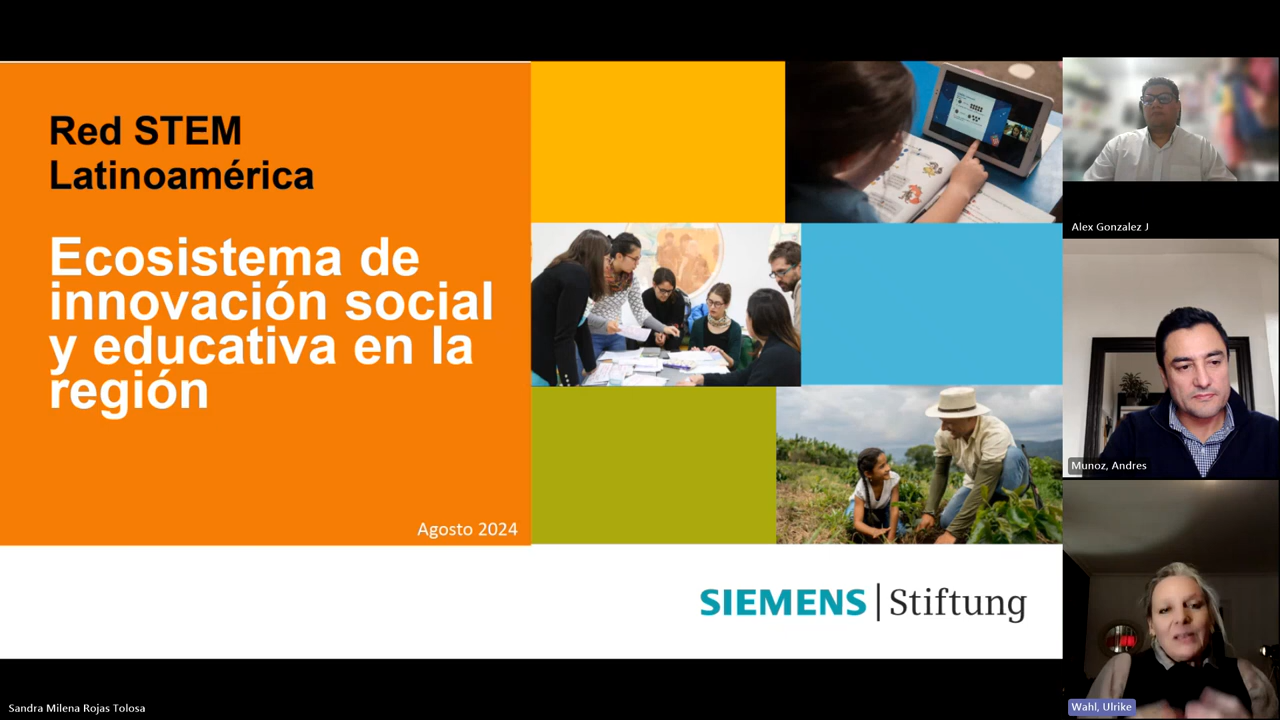 Red STEM
Latinoamérica
Ecosistema de
innovación social
y educativa en la
región
Agosto 2024
SIEMENS | Stiftung
Alex Gonzalez J
Munoz, Andres
Wahl, Ulrike
Sandra Milena Rojas Tolosa